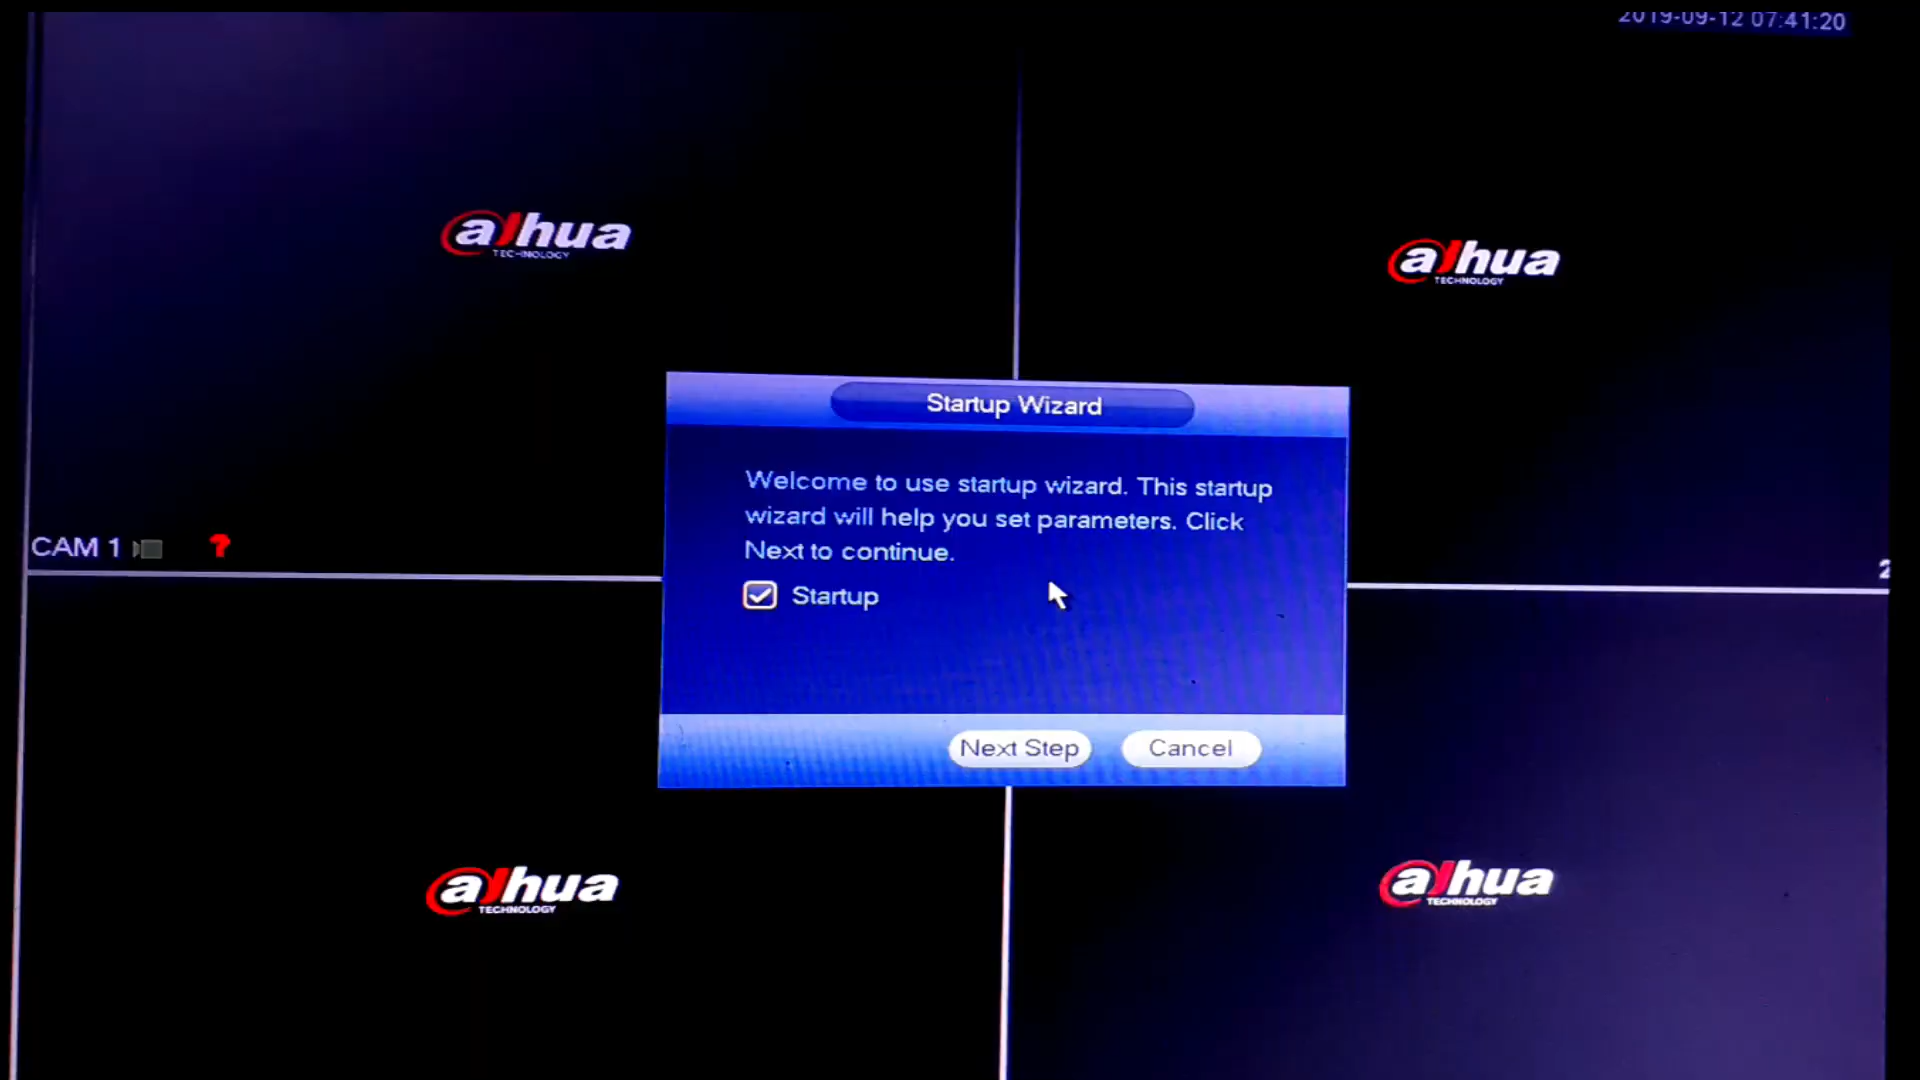 2019-09-12 07:41:20
alhua
TECHNOLOGY
alhua
TECHNOLOGY
Startup Wizard
Welcome to use startup wizard. This startup
wizard will help you set parameters. Click
Next to continue.
Startup
CAM 1
?
2
Next Step
Cancel
alhua
TECHNOLOGY
alhua
TECHNOLOGY